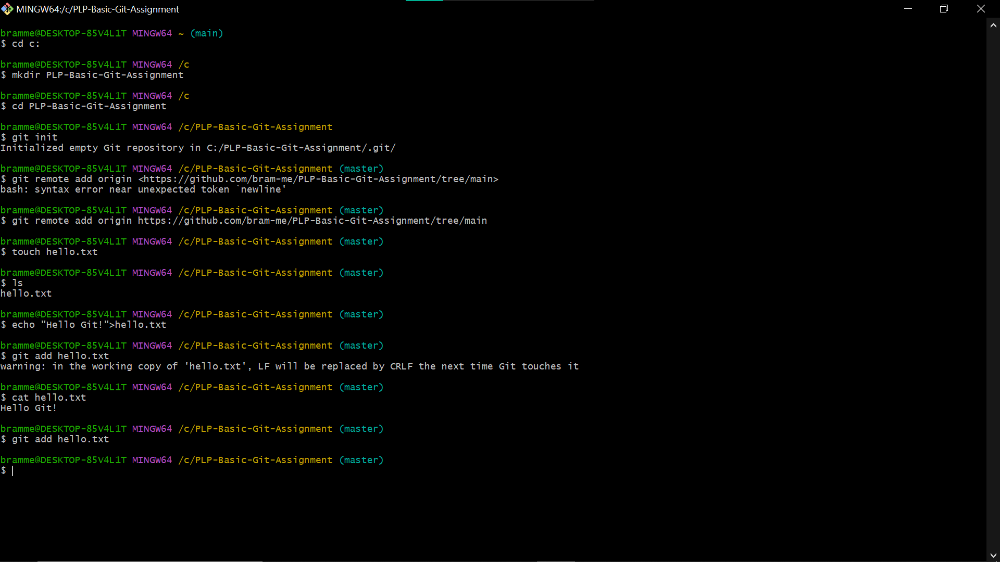 MINGW64:/c/PLP-Basic-Git-Assignment
bramme@DESKTOP-85V4L1T MINGW64 ~ (main)
$ cd c:
bramme@DESKTOP-85V4L1T MINGW64 /c
$ mkdir PLP-Basic-Git-Assignment
bramme@DESKTOP-85V4L1T MINGW64 /c
$ cd PLP-Basic-Git-Assignment
bramme@DESKTOP-85V4L1T MINGW64 /c/PLP-Basic-Git-Assignment
$ git init
Initialized empty Git repository in C:/PLP-Basic-Git-Assignment/.git/
bramme@DESKTOP-85V4L1T MINGW64 /c/PLP-Basic-Git-Assignment (master)
$ git remote add origin <https://github.com/bram-me/PLP-Basic-Git-Assignment/tree/main>
bash: syntax error near unexpected token `newline'
bramme@DESKTOP-85V4L1T MINGW64 /c/PLP-Basic-Git-Assignment (master)
$ git remote add origin https://github.com/bram-me/PLP-Basic-Git-Assignment/tree/main
bramme@DESKTOP-85V4L1T MINGW64 /c/PLP-Basic-Git-Assignment (master)
$ touch hello.txt
bramme@DESKTOP-85V4L1T MINGW64 /c/PLP-Basic-Git-Assignment (master)
$ ls
hello.txt
bramme@DESKTOP-85V4L1T MINGW64 /c/PLP-Basic-Git-Assignment (master)
$ echo "Hello Git!">hello.txt
bramme@DESKTOP-85V4L1T MINGW64 /c/PLP-Basic-Git-Assignment (master)
$ git add hello.txt
warning: in the working copy of 'hello.txt', LF will be replaced by CRLF the next time Git touches it
bramme@DESKTOP-85V4L1T MINGW64 /c/PLP-Basic-Git-Assignment (master)
$ cat hello.txt
Hello Git!
bramme@DESKTOP-85V4L1T MINGW64 /c/PLP-Basic-Git-Assignment (master)
$ git add hello.txt
bramme@DESKTOP-85V4L1T MINGW64 /c/PLP-Basic-Git-Assignment (master)
$